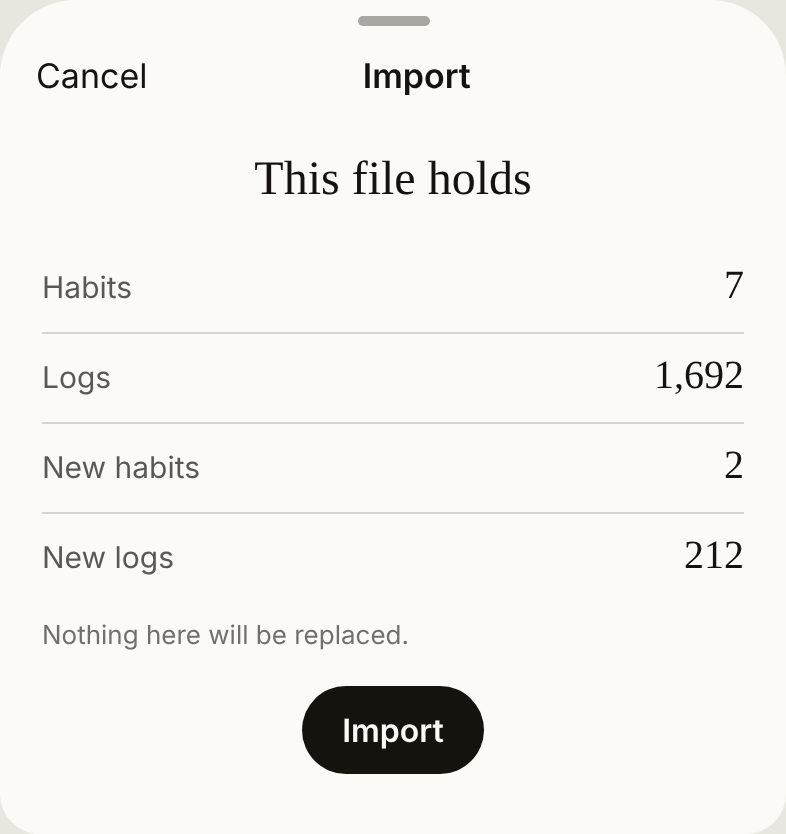 Cancel Import
This file holds
Habits 7
Logs 1,692
New habits 2
New logs 212
Nothing here will be replaced.
Import